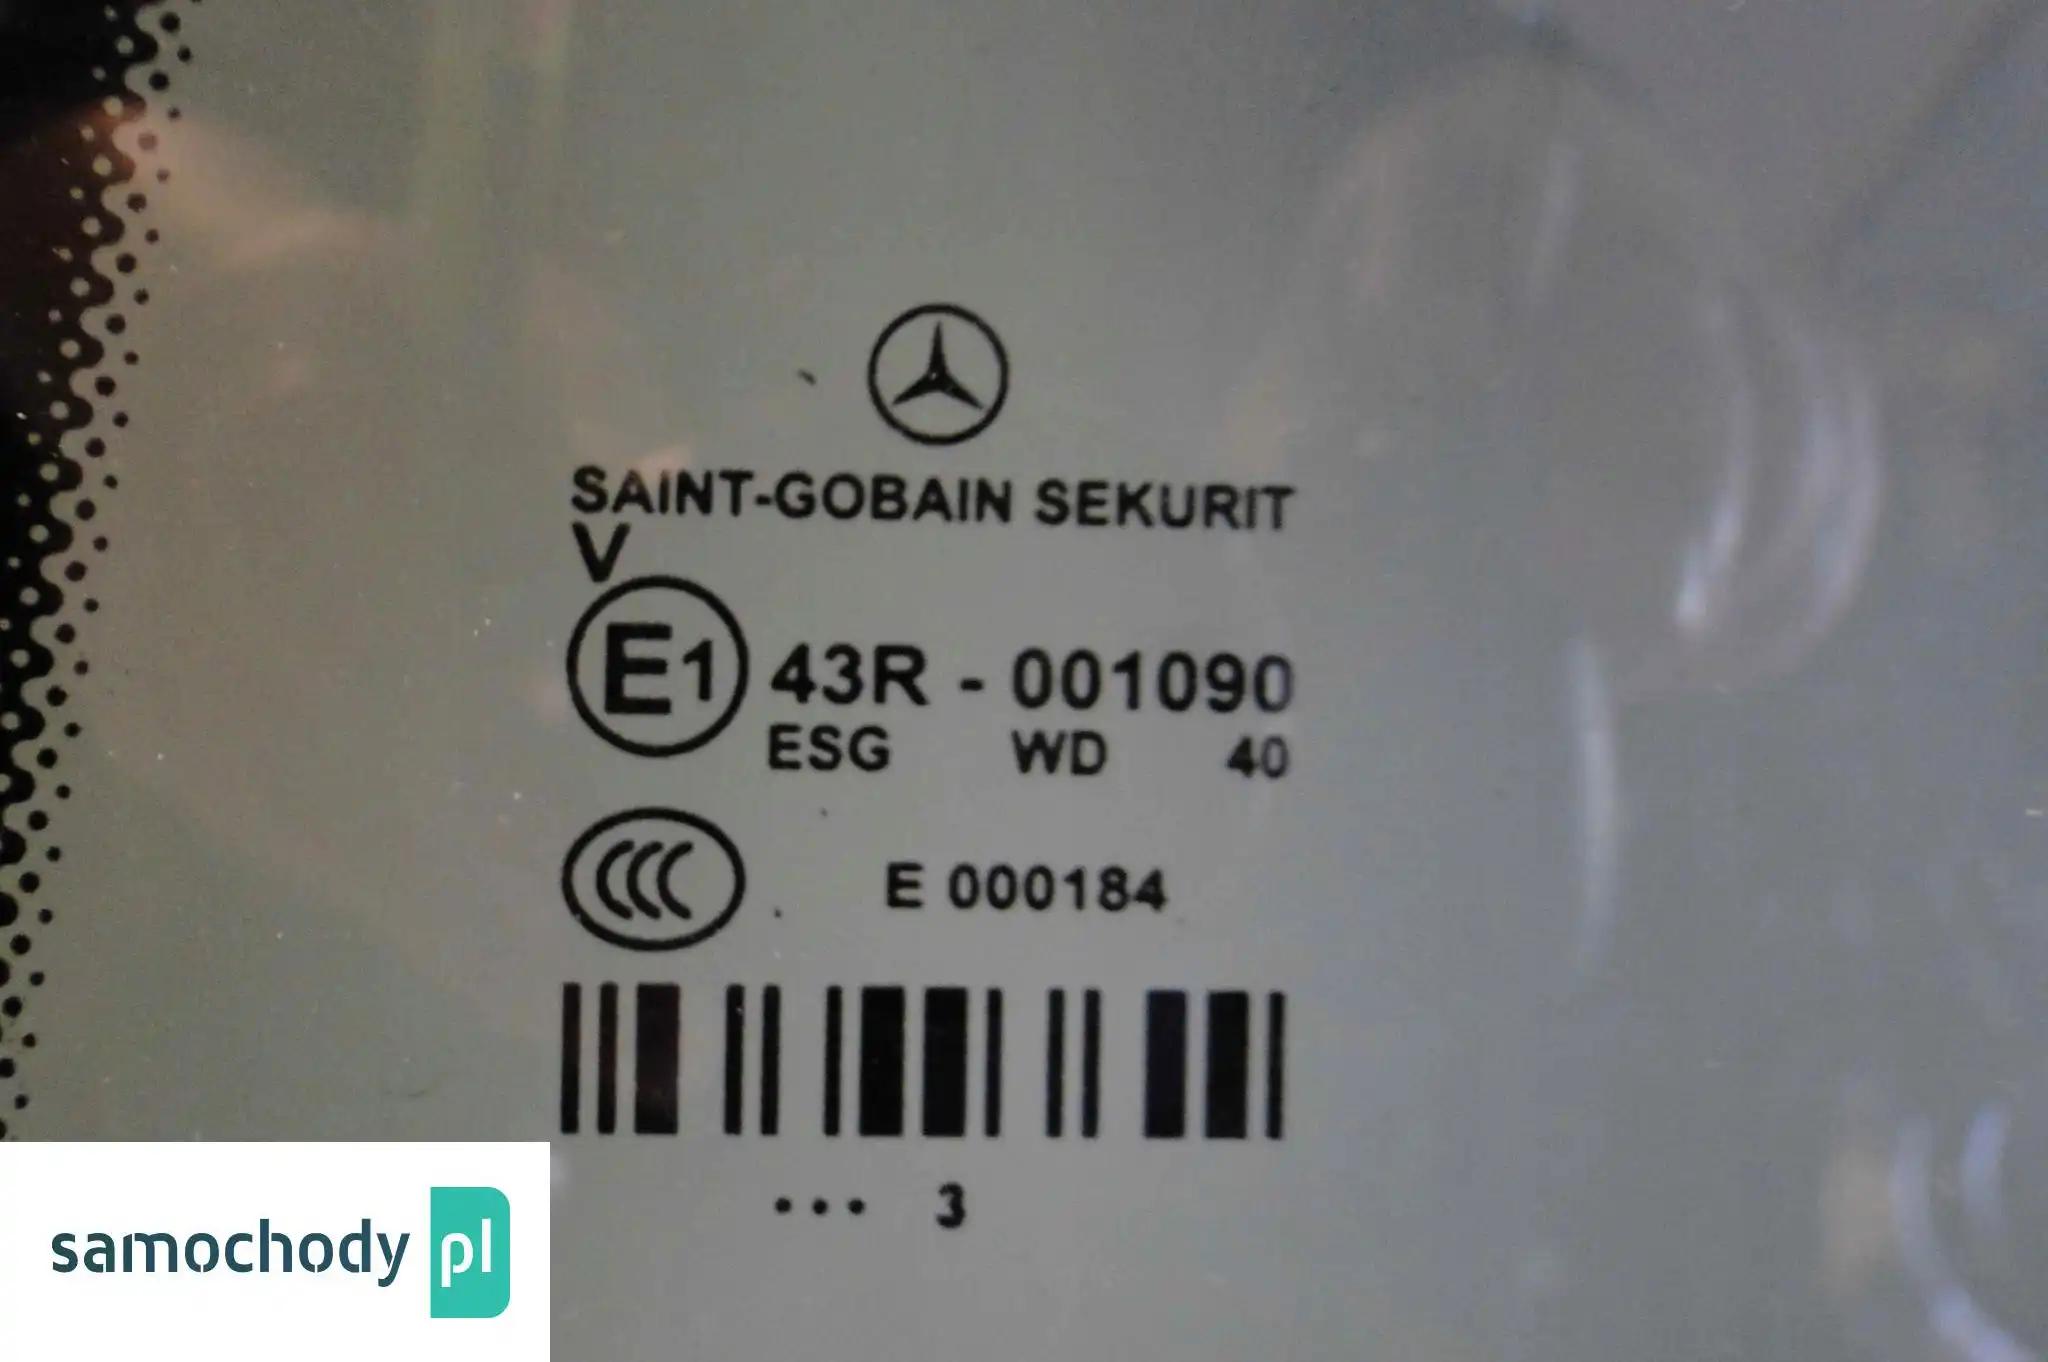 SAINT-GOBAIN SEKURIT
V
E1 43R - 001090
ESG WD 40
CCC E 000184
... 3
samochody pl